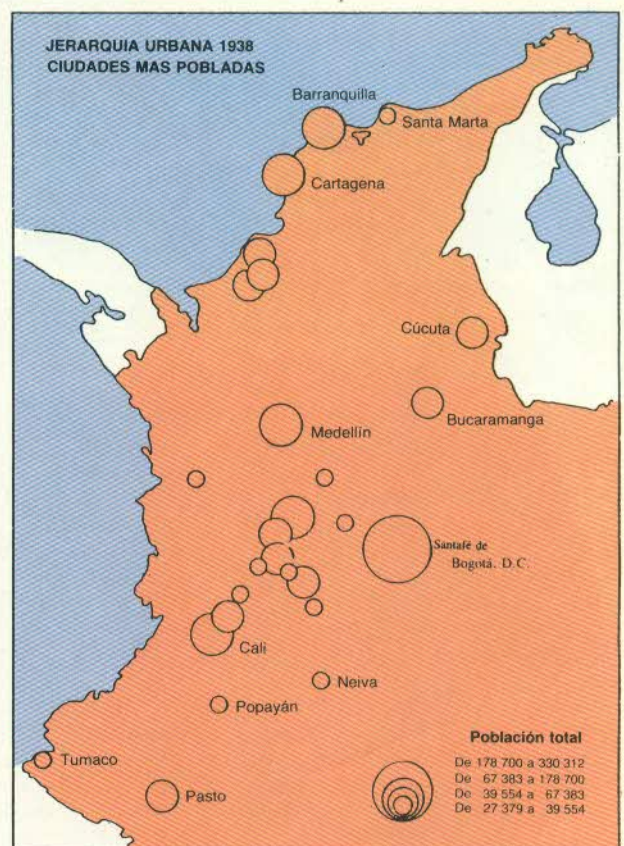 JERARQUIA URBANA 1938
CIUDADES MAS POBLADAS
Barranquilla
Santa Marta
Cartagena
Cúcuta
Bucaramanga
Medellín
Santafé de
Bogotá, D.C.
Cali
Neiva
Popayán
Tumaco
Pasto
Población total
De 178 700 a 330 312
De 67 383 a 178 700
De 39 554 a 67 383
De 27 379 a 39 554